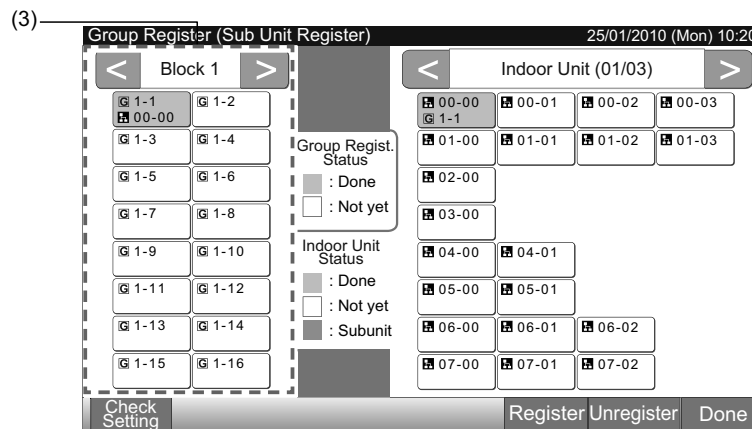 (3)
Group Register (Sub Unit Register) 25/01/2010 (Mon) 10:20
< Block 1 >
G 1-1
00-00
G 1-2
G 1-3 G 1-4
G 1-5 G 1-6
G 1-7 G 1-8
G 1-9 G 1-10
G 1-11 G 1-12
G 1-13 G 1-14
G 1-15 G 1-16
Group Regist.
Status
: Done
: Not yet
Indoor Unit
Status
: Done
: Not yet
: Subunit
< Indoor Unit (01/03) >
00-00
G 1-1
00-01 00-02 00-03
01-00 01-01 01-02 01-03
02-00
03-00
04-00 04-01
05-00 05-01
06-00 06-01 06-02
07-00 07-01 07-02
Check
Setting
Register Unregister Done